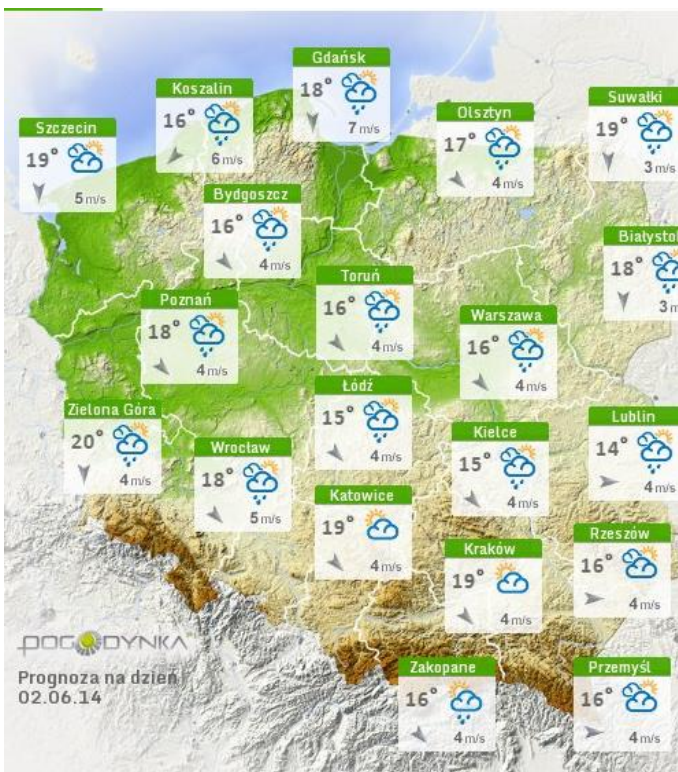 Gdańsk
18°
7 m/s
Koszalin
16°
6 m/s
Suwałki
19°
3 m/s
Olsztyn
17°
4 m/s
Szczecin
19°
5 m/s
Bydgoszcz
16°
4 m/s
Białystok
18°
3 m
Toruń
16°
4 m/s
Poznań
18°
4 m/s
Warszawa
16°
4 m/s
Łódź
15°
4 m/s
Zielona Góra
20°
4 m/s
Lublin
14°
4 m/s
Kielce
15°
4 m/s
Wrocław
18°
5 m/s
Katowice
19°
4 m/s
Rzeszów
16°
4 m/s
Kraków
19°
4 m/s
POGODYNKA
Prognoza na dzień
02.06.14
Zakopane
16°
4 m/s
Przemyśl
16°
4 m/s